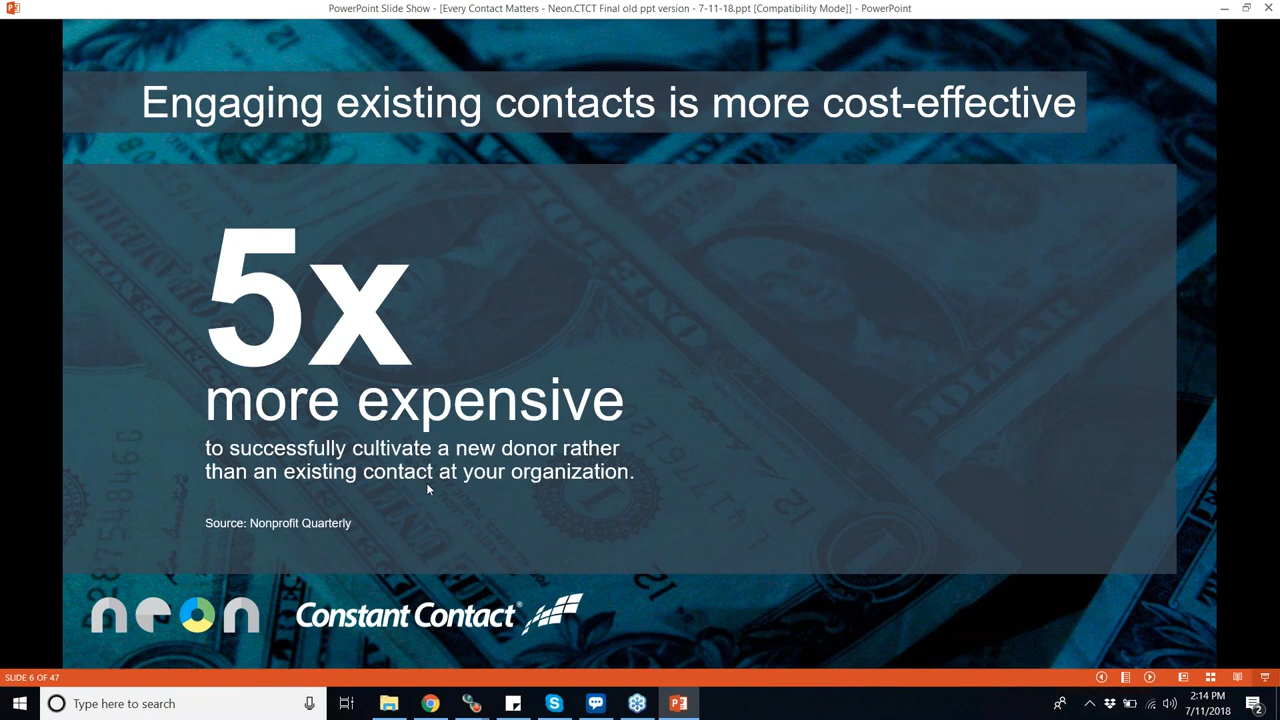 PowerPoint Slide Show - [Every Contact Matters - Neon.CTCT Final old ppt version - 7-11-18.ppt [Compatibility Mode]] - PowerPoint
Engaging existing contacts is more cost-effective
5x
more expensive
to successfully cultivate a new donor rather
than an existing contact at your organization.
Source: Nonprofit Quarterly
neon
Constant Contact®
SLIDE 6 OF 47
Type here to search
2:14 PM
7/11/2018
2